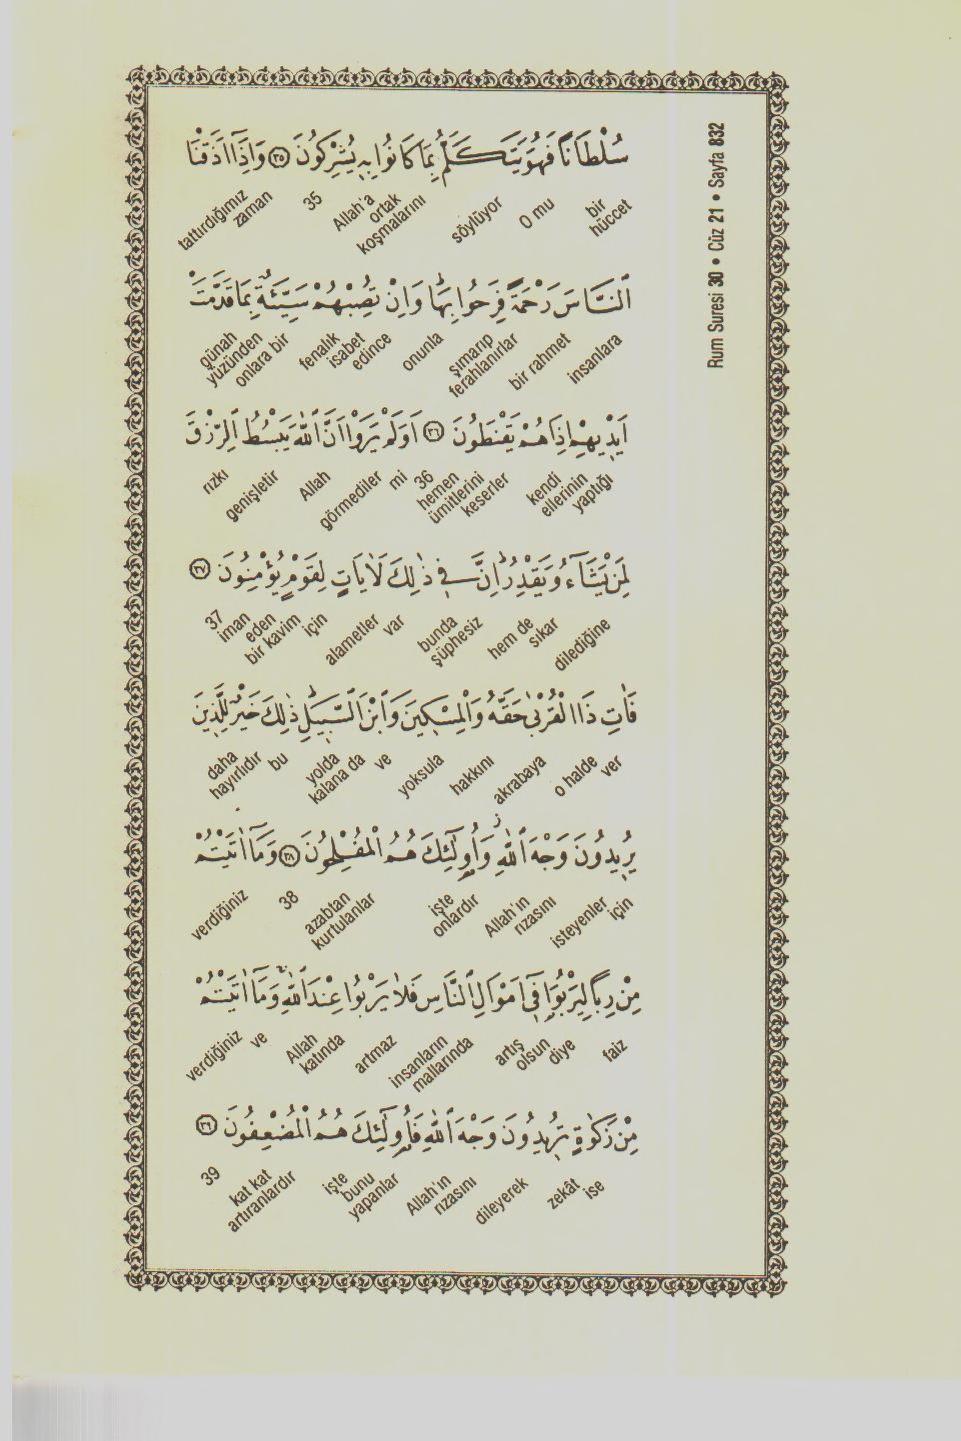 Rum Suresi 30 • Cüz 21 • Sayfa 832
سُلْطَانًا فَهُوَ يَتَكَلَّمُ بِمَا كَانُوا بِهِ يُشْرِكُونَ ﴿٣٥﴾ وَاِذَٓا اَذَقْنَا
bir hüccet O mu söylüyor Allah'a ortak koşmalarını 35 tattırdığımız zaman
النَّاسَ رَحْمَةً فَرِحُوا بِهَا وَاِنْ تُصِبْهُمْ سَيِّئَةٌ بِمَا قَدَّمَتْ
insanlara bir rahmet şımarıp ferahlanırlar onunla fenalık isabet edince günah yüzünden onlara bir
اَيْدِيهِمْ اِذَا هُمْ يَقْنَطُونَ ﴿٣٦﴾ اَوَلَمْ يَرَوْا اَنَّ اللّٰهَ يَبْسُطُ الرِّزْقَ
kendi ellerinin yaptığı hemen ümitlerini keserler 36 mi görmediler Allah genişletir rızkı
لِمَنْ يَشَٓاءُ وَيَقْدِرُ اِنَّ فِي ذٰلِكَ لَاٰيَاتٍ لِقَوْمٍ يُؤْمِنُونَ ﴿٣٧﴾
dilediğine hem de sıkar bunda şüphesiz var alametler için iman eden bir kavim 37
فَاٰتِ ذَا الْقُرْبٰى حَقَّهُ وَالْمِسْكِينَ وَابْنَ السَّبِيلِ ذٰلِكَ خَيْرٌ لِلَّذِينَ
ver o halde akrabaya hakkını yoksula ve yolda kalana da bu daha hayırlıdır
يُرِيدُونَ وَجْهَ اللّٰهِ وَاُولٰٓئِكَ هُمُ الْمُفْلِحُونَ ﴿٣٨﴾ وَمَٓا اٰتَيْتُمْ
isteyenler için Allah'ın rızasını işte onlardır azabtan kurtulanlar 38 verdiğiniz
مِنْ رِبًا لِيَرْبُوَا فِٓي اَمْوَالِ النَّاسِ فَلَا يَرْبُوا عِنْدَ اللّٰهِ وَمَٓا اٰتَيْتُمْ
faiz artış olsun diye insanların mallarında artmaz Allah katında ve verdiğiniz
مِنْ زَكٰوةٍ تُرِيدُونَ وَجْهَ اللّٰهِ فَاُولٰٓئِكَ هُمُ الْمُضْعِفُونَ ﴿٣٩﴾
zekât ise dileyerek Allah'ın rızasını işte bunu yapanlar kat kat artıranlardır 39